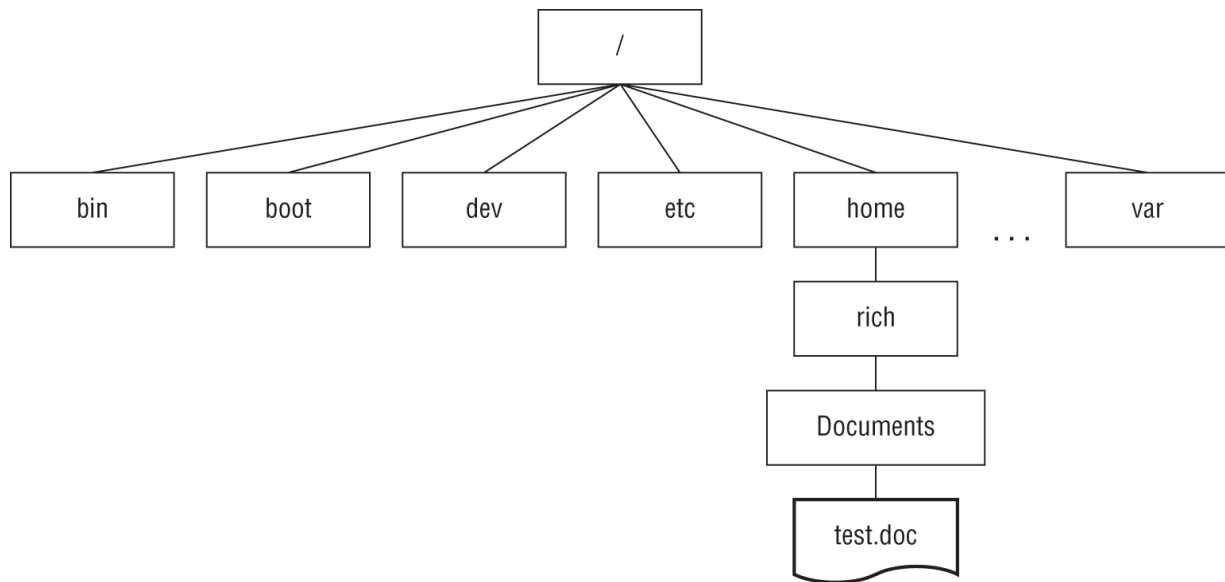 /
bin
boot
dev
etc
home
...
var
rich
Documents
test.doc